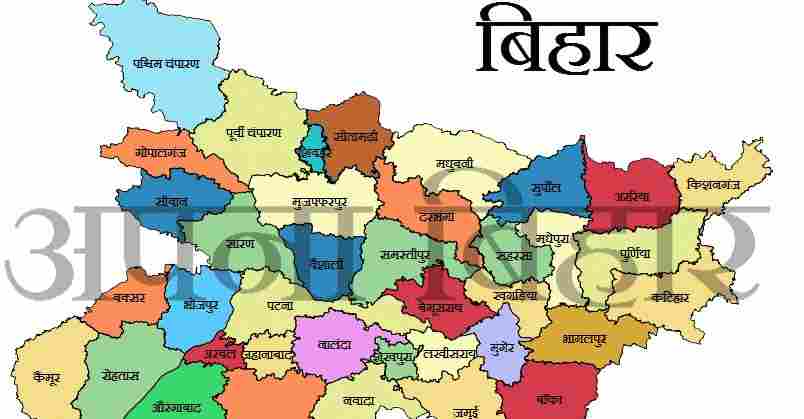 बिहार
पश्चिम चंपारण
पूर्वी चंपारण
सीतामढ़ी
शिवहर
गोपालगंज
मधुबनी
सुपौल
अररिया
किशनगंज
सीवान
मुजफ्फरपुर
दरभंगा
मधेपुरा
सारण
वैशाली
समस्तीपुर
सहरसा
पुर्णिया
बक्सर
भोजपुर
पटना
बेगूसराय
खगड़िया
कटिहार
अपना बिहार
अरवल
जहानाबाद
नालंदा
शेखपुरा
लखीसराय
मुंगेर
भागलपुर
कैमूर
रोहतास
औरंगाबाद
नवादा
जमुई
बाँका